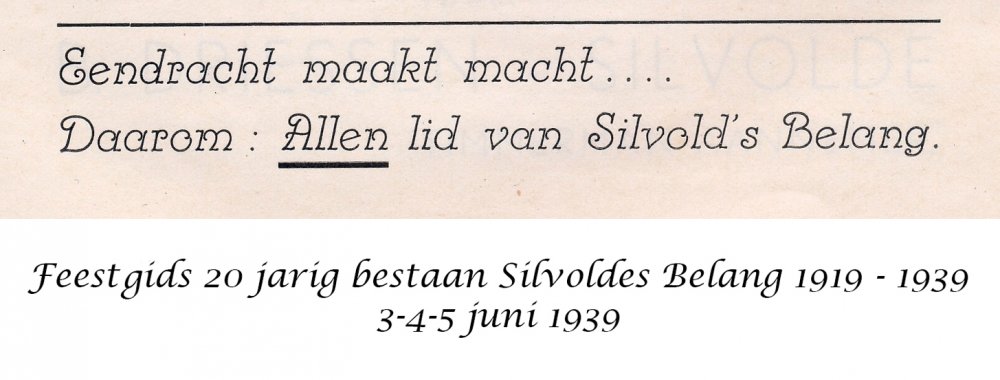 Eendracht maakt macht....
Daarom: Allen lid van Silvold's Belang.
Feestgids 20 jarig bestaan Silvoldes Belang 1919 - 1939
3-4-5 juni 1939